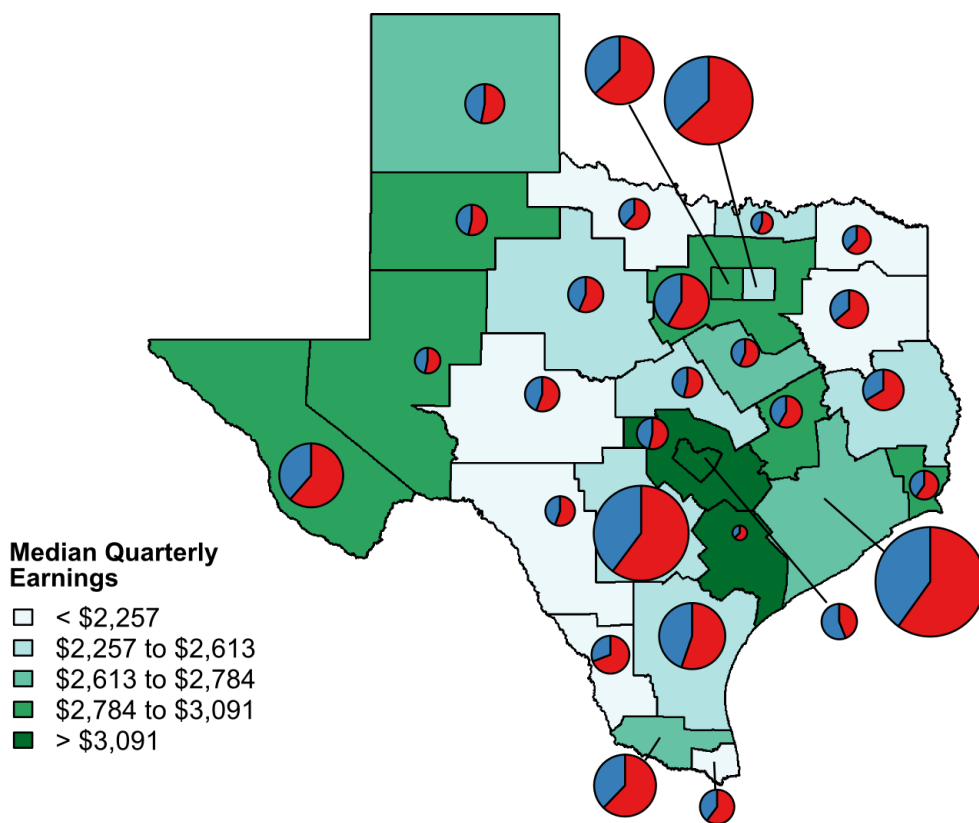 Median Quarterly
Earnings
< $2,257
$2,257 to $2,613
$2,613 to $2,784
$2,784 to $3,091
> $3,091